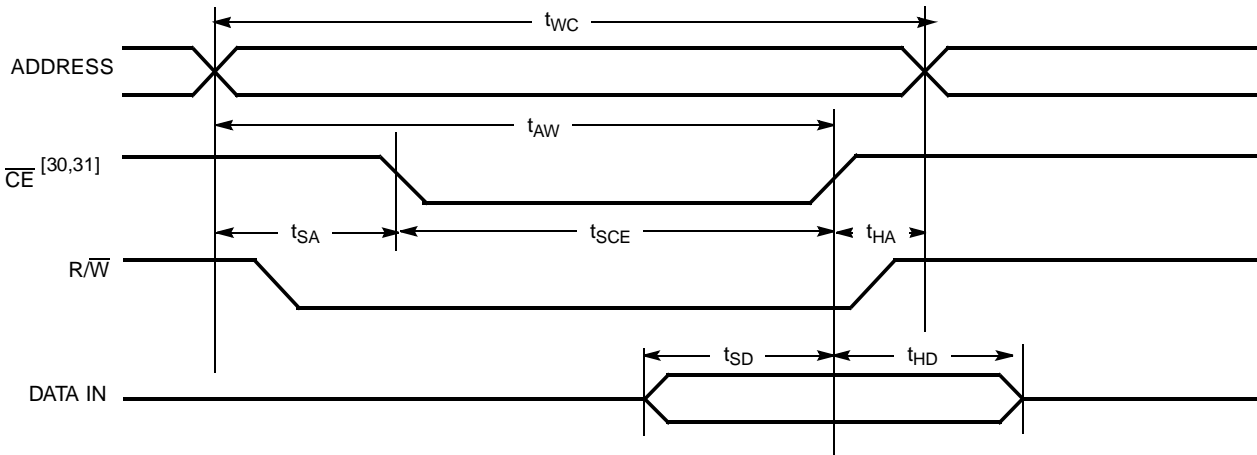 tWC
ADDRESS
tAW
CE [30,31]
tSA tSCE tHA
R/W
tSD tHD
DATA IN